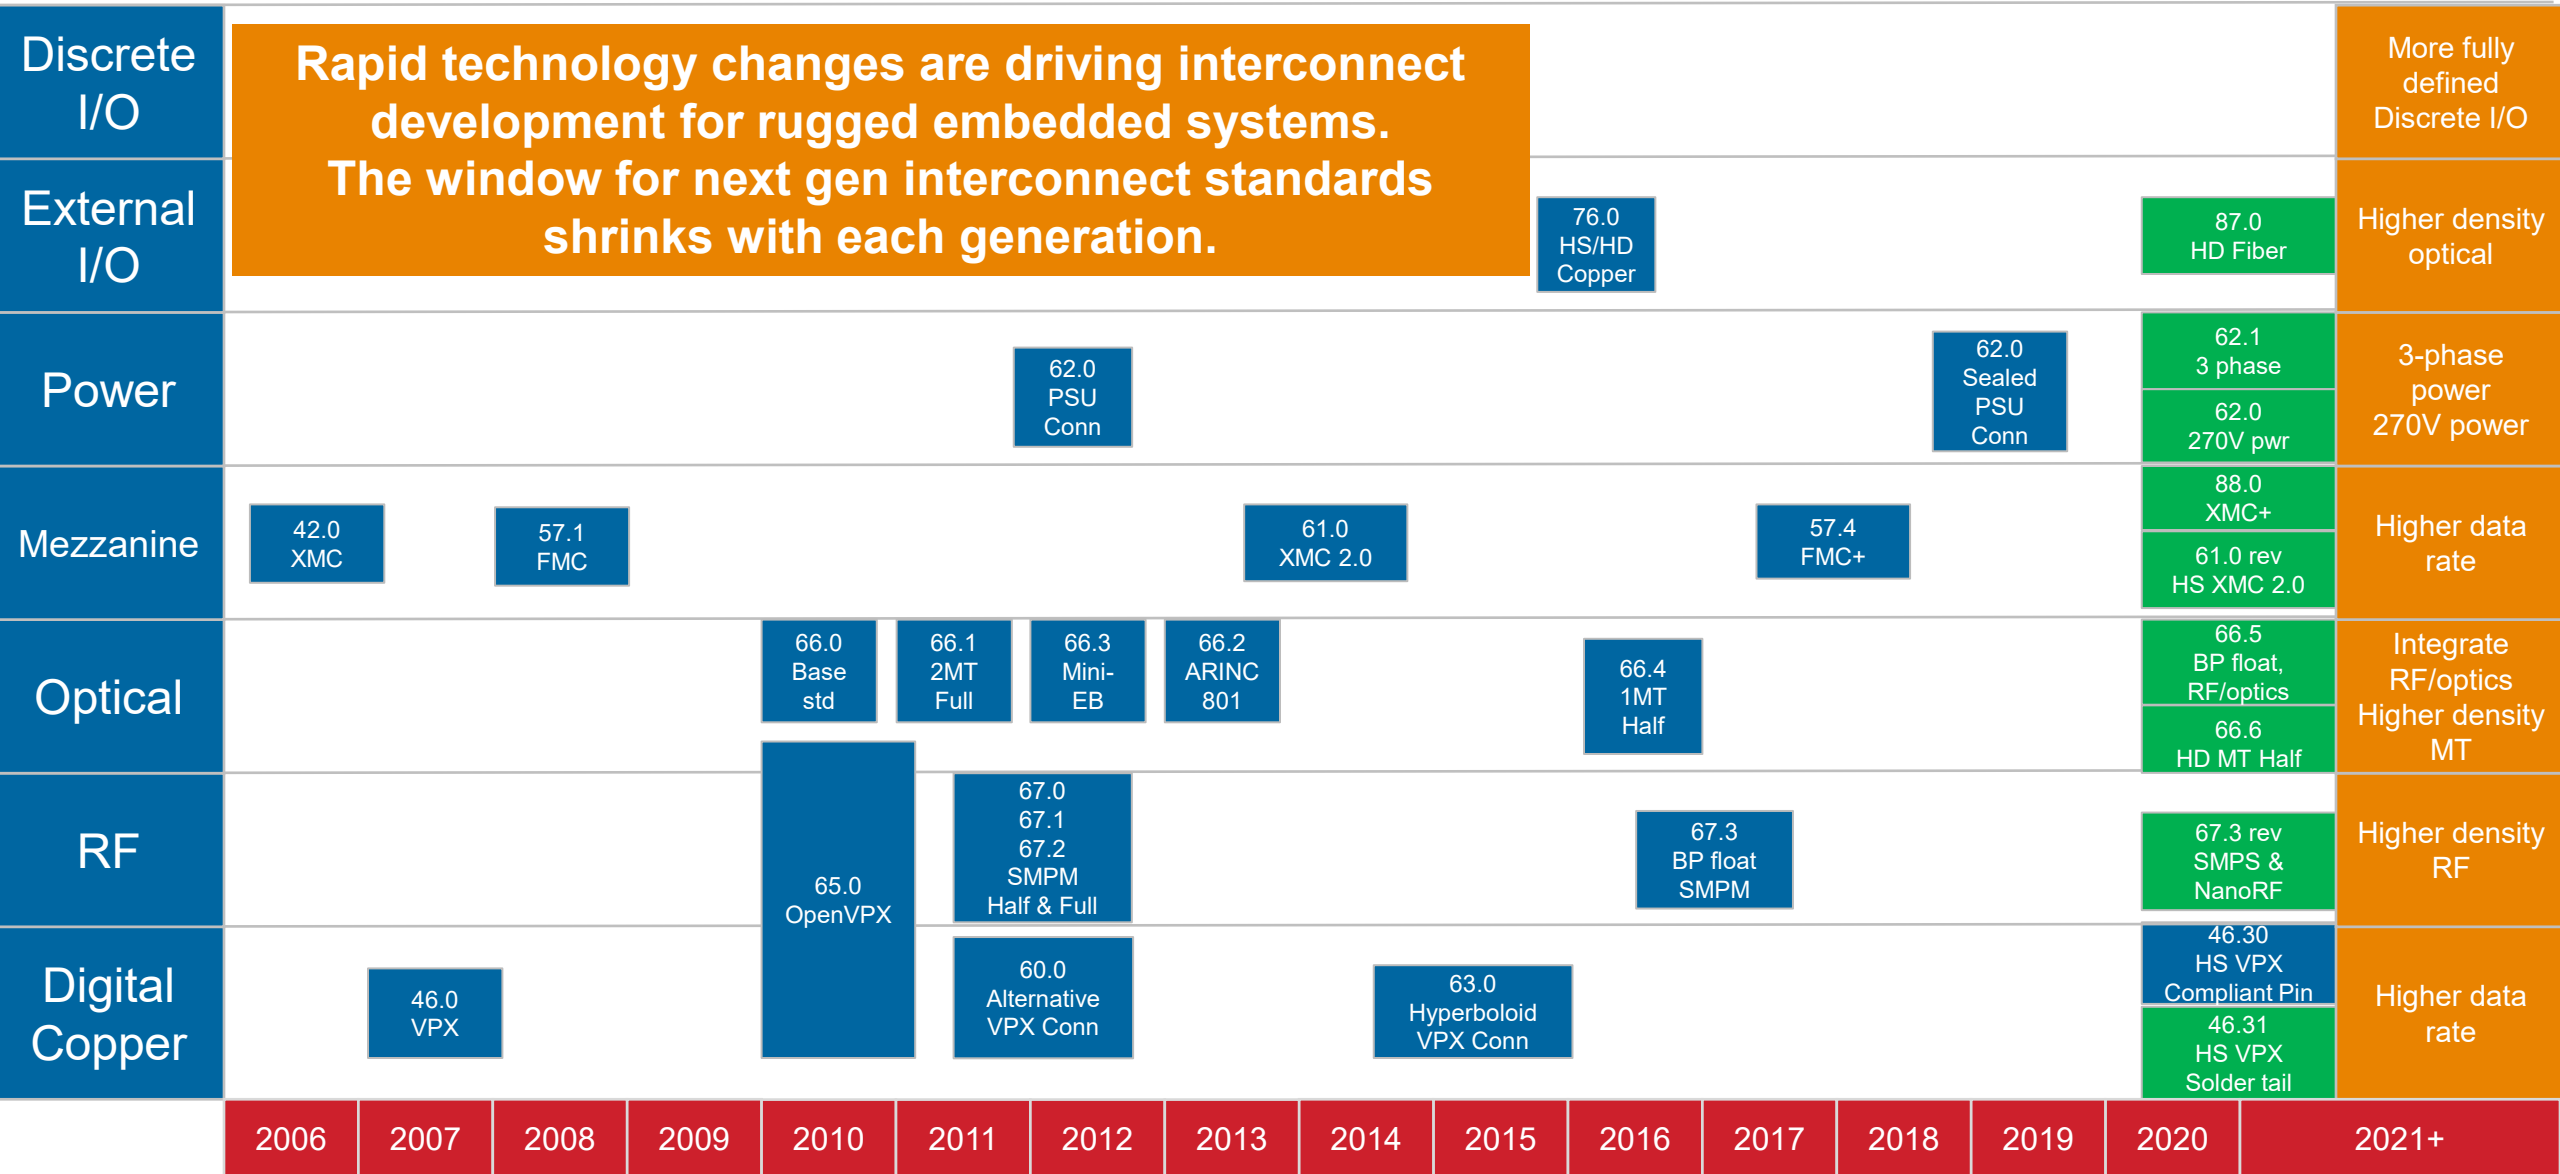 Discrete
I/O
Rapid technology changes are driving interconnect
development for rugged embedded systems.
The window for next gen interconnect standards
shrinks with each generation.
More fully
defined
Discrete I/O
External
I/O
76.0
HS/HD
Copper
87.0
HD Fiber
Higher density
optical
Power
62.0
PSU
Conn
62.0
Sealed
PSU
Conn
62.1
3 phase
62.0
270V pwr
3-phase
power
270V power
Mezzanine
42.0
XMC
57.1
FMC
61.0
XMC 2.0
57.4
FMC+
88.0
XMC+
61.0 rev
HS XMC 2.0
Higher data
rate
Optical
66.0
Base
std
66.1
2MT
Full
66.3
Mini-
EB
66.2
ARINC
801
66.4
1MT
Half
66.5
BP float,
RF/optics
66.6
HD MT Half
Integrate
RF/optics
Higher density
MT
RF
65.0
OpenVPX
67.0
67.1
67.2
SMPM
Half & Full
67.3
BP float
SMPM
67.3 rev
SMPS &
NanoRF
Higher density
RF
Digital
Copper
46.0
VPX
60.0
Alternative
VPX Conn
63.0
Hyperboloid
VPX Conn
46.30
HS VPX
Compliant Pin
46.31
HS VPX
Solder tail
Higher data
rate
2006
2007
2008
2009
2010
2011
2012
2013
2014
2015
2016
2017
2018
2019
2020
2021+